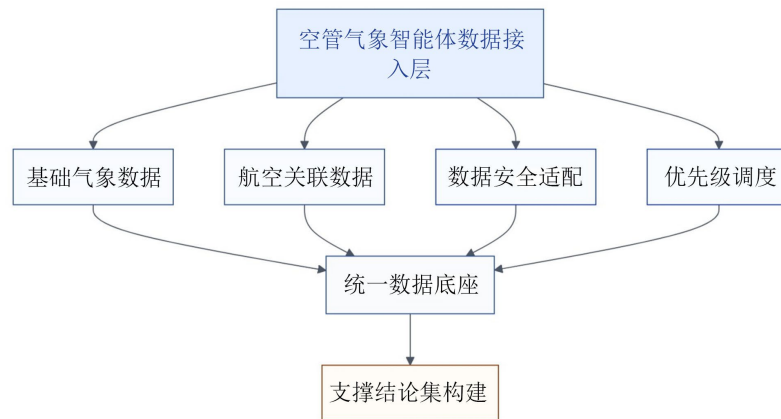 空管气象智能体数据接
入层
基础气象数据
航空关联数据
数据安全适配
优先级调度
统一数据底座
支撑结论集构建